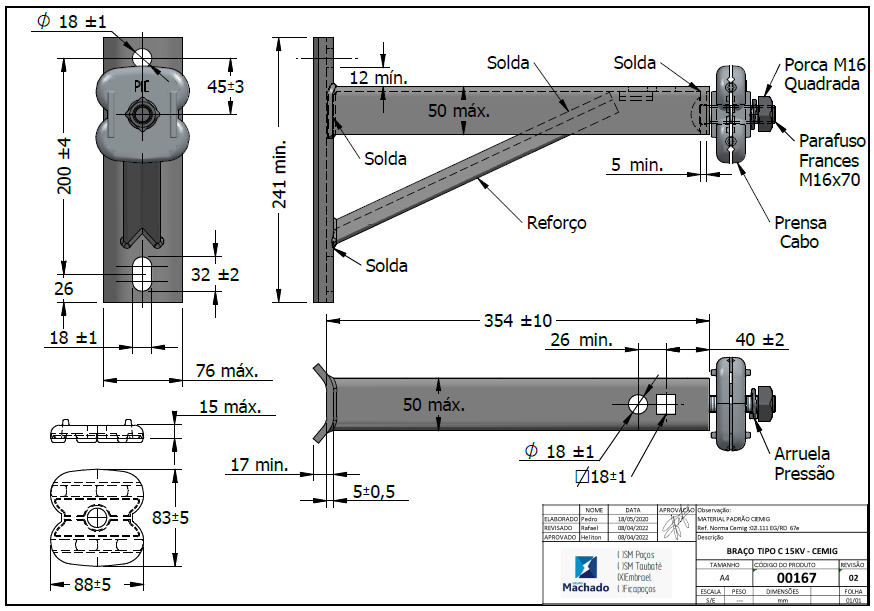 Ø 18 ±1
PIC
45±3
200 ±4
32 ±2
26
18 ±1
76 máx.
15 máx.
83±5
88±5
12 mín.
Solda
Solda
Porca M16
Quadrada
50 máx.
241 min.
Solda
Parafuso
Frances
M16x70
5 min.
Reforço
Prensa
Cabo
Solda
354 ±10
26 min.
40 ±2
50 máx.
Ø 18 ±1
□18±1
Arruela
Pressão
17 min.
5±0,5
NOME DATA APROVAÇÃO
ELABORADO Pedro 18/05/2020
REVISADO Rafael 08/04/2022
APROVADO Heliton 08/04/2022
Observação:
MATERIAL PADRÃO CEMIG
Ref. Norma Cemig :02.111 EG/RD 67e
Descrição
BRAÇO TIPO C 15KV - CEMIG
Machado
( )SM Poços
( )SM Taubaté
(X)Embrael
( )Ficapaços
TAMANHO CÓDIGO DO PRODUTO REVISÃO
A4 00167 02
ESCALA PESO DIMENSÕES FOLHA
S/E --- mm 01/01